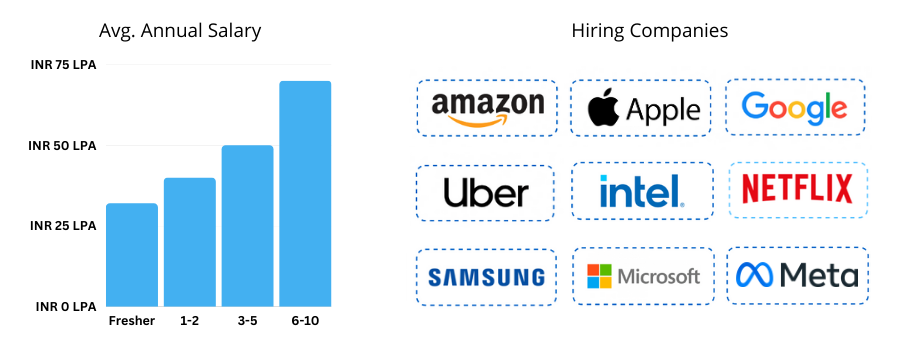 Avg. Annual Salary
INR 75 LPA
INR 50 LPA
INR 25 LPA
INR 0 LPA
Fresher 1-2 3-5 6-10
Hiring Companies
amazon Apple Google
Uber intel. NETFLIX
SAMSUNG Microsoft Meta